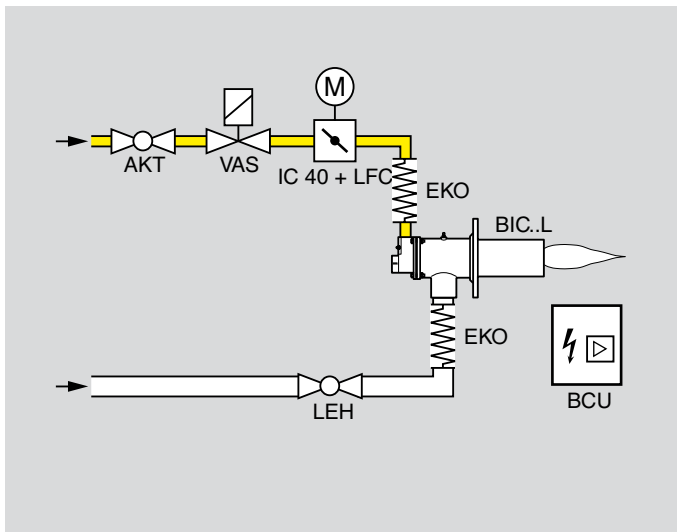 M
AKT
VAS
IC 40 + LFC
EKO
BIC..L
EKO
LEH
BCU